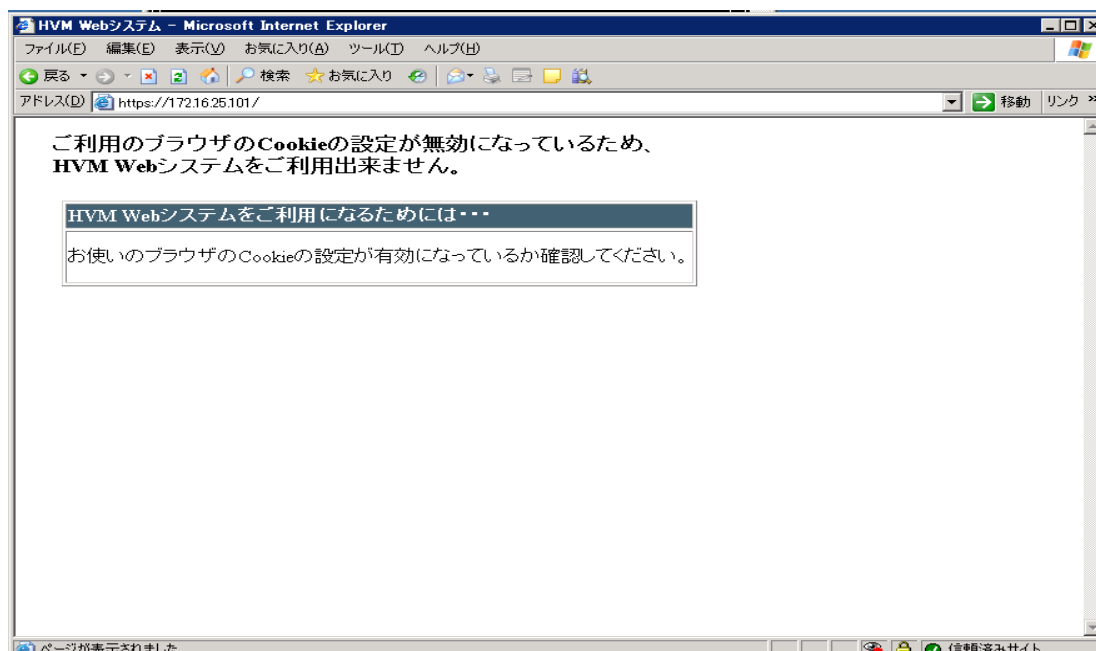 HVM Webシステム - Microsoft Internet Explorer
ファイル(F) 編集(E) 表示(V) お気に入り(A) ツール(T) ヘルプ(H)
戻る 検索 お気に入り
アドレス(D) https://172.16.25.101/ 移動 リンク »
ご利用のブラウザのCookieの設定が無効になっているため、
HVM Webシステムをご利用出来ません。
HVM Webシステムをご利用になるためには・・・
お使いのブラウザのCookieの設定が有効になっているか確認してください。
ページが表示されました 信頼済みサイト